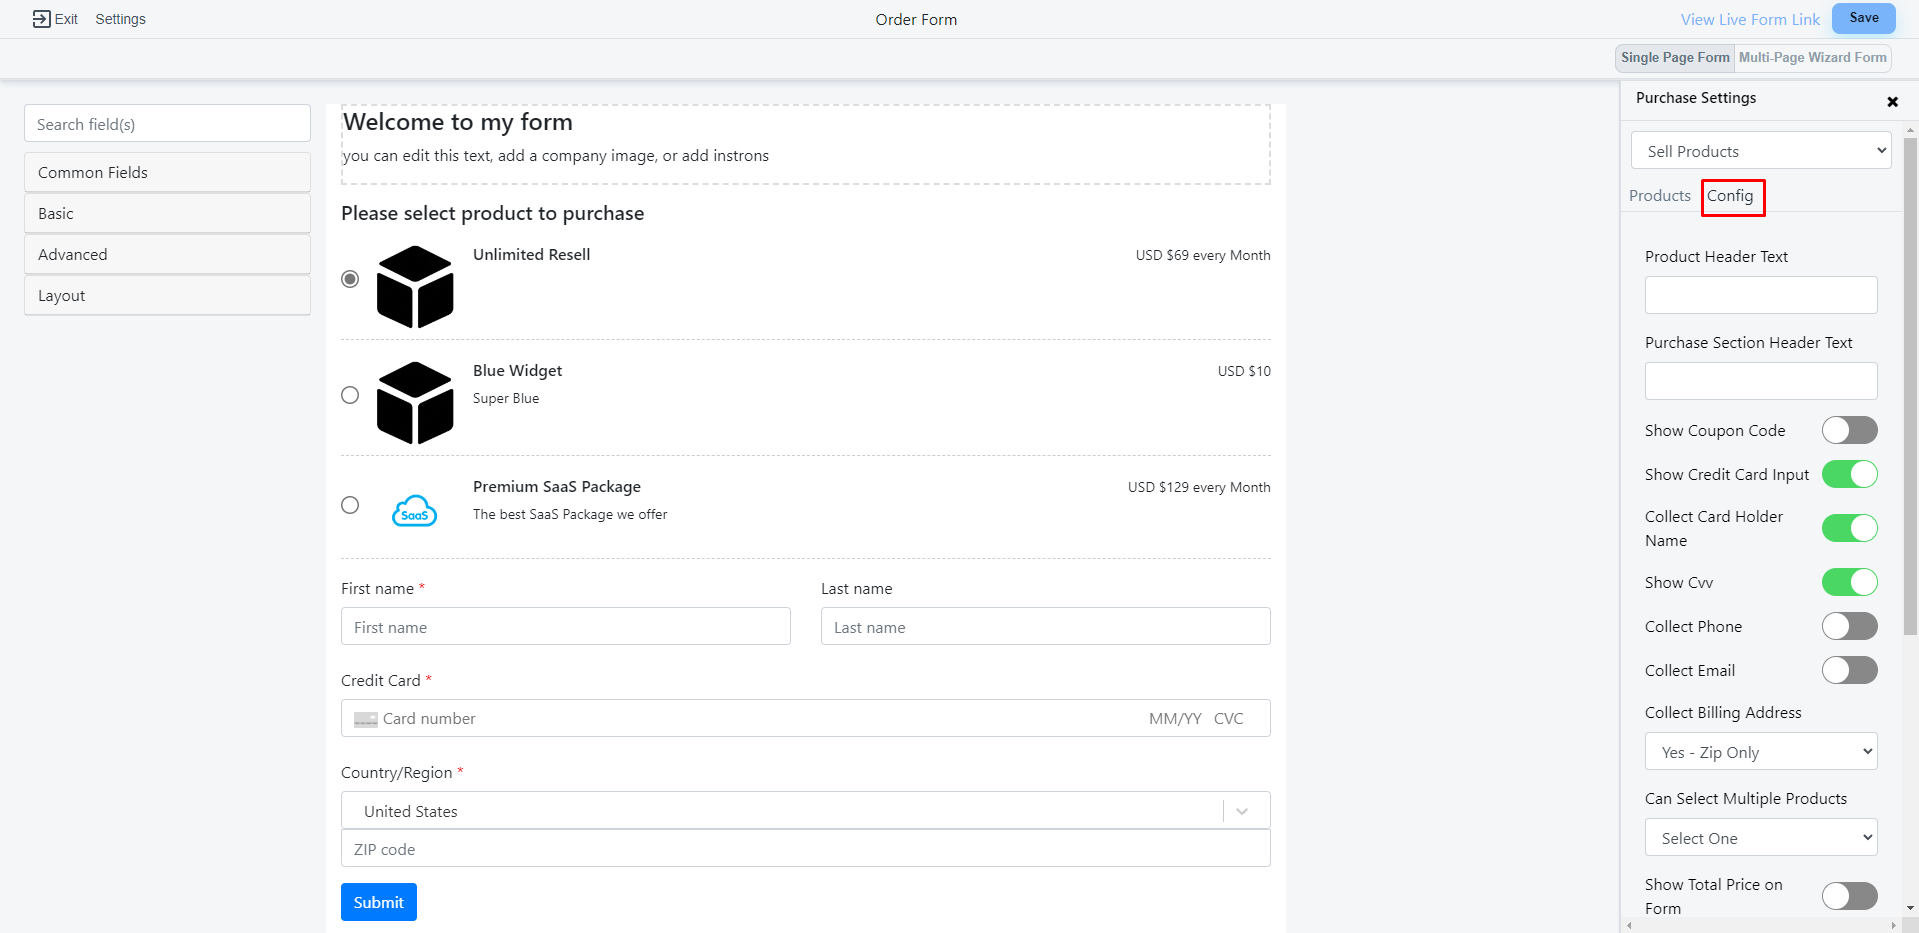 Exit Settings Order Form View Live Form Link Save
Single Page Form Multi-Page Wizard Form
Search field(s)
Common Fields
Basic
Advanced
Layout
Welcome to my form
you can edit this text, add a company image, or add instrons
Please select product to purchase
Unlimited Resell USD $69 every Month
Blue Widget USD $10
Super Blue
SaaS
Premium SaaS Package USD $129 every Month
The best SaaS Package we offer
First name * Last name
First name Last name
Credit Card *
Card number MM/YY CVC
Country/Region *
United States
ZIP code
Submit
Purchase Settings
Sell Products
Products Config
Product Header Text
Purchase Section Header Text
Show Coupon Code
Show Credit Card Input
Collect Card Holder
Name
Show Cvv
Collect Phone
Collect Email
Collect Billing Address
Yes - Zip Only
Can Select Multiple Products
Select One
Show Total Price on
Form